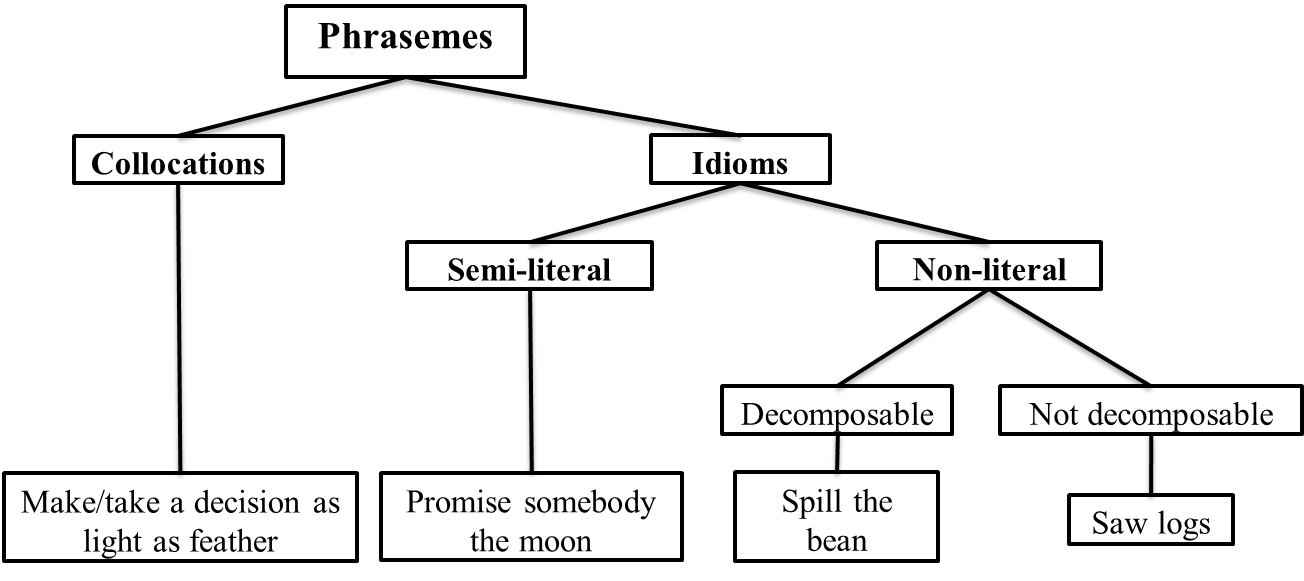 Phrasemes
Collocations
Idioms
Semi-literal
Non-literal
Decomposable
Not decomposable
Make/take a decision as
light as feather
Promise somebody
the moon
Spill the
bean
Saw logs